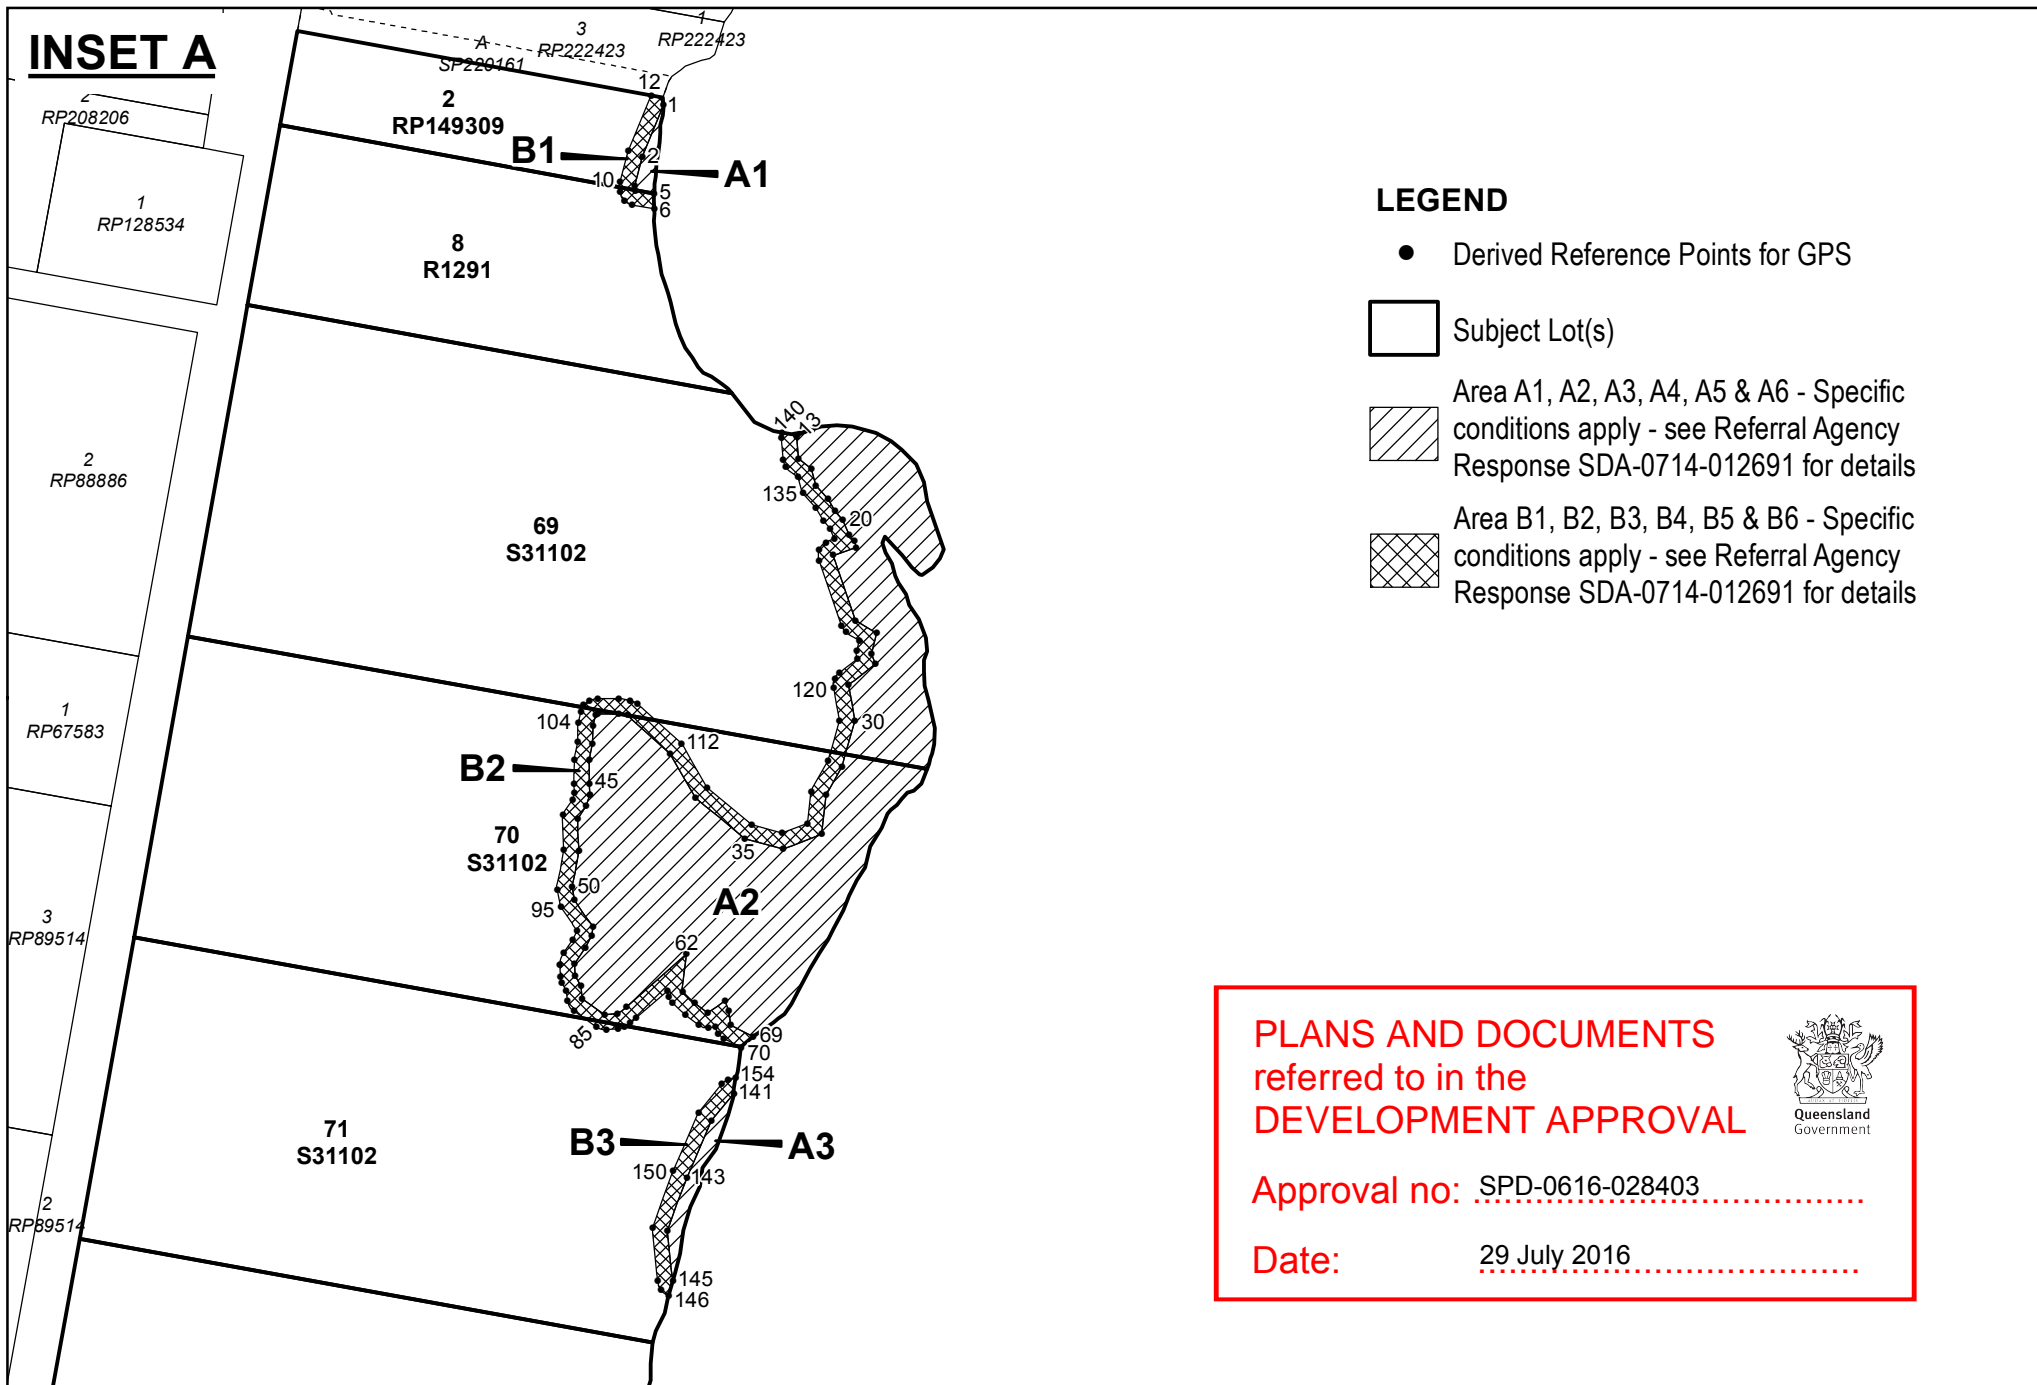 INSET A
3
RP222423
1
RP222423
A
SP220161
12
1
2
RP149309
2
RP208206
B1
2
A1
10
5
6
1
RP128534
8
R1291
LEGEND
Derived Reference Points for GPS
Subject Lot(s)
Area A1, A2, A3, A4, A5 & A6 - Specific
conditions apply - see Referral Agency
Response SDA-0714-012691 for details
Area B1, B2, B3, B4, B5 & B6 - Specific
conditions apply - see Referral Agency
Response SDA-0714-012691 for details
140
13
2
RP88886
135
20
69
S31102
120
30
1
RP67583
104
112
B2
45
70
S31102
35
50
95
A2
3
RP89514
62
85
69
70
154
141
71
S31102
B3
A3
150
143
2
RP89514
145
146
PLANS AND DOCUMENTS
referred to in the
DEVELOPMENT APPROVAL
Queensland
Government
Approval no: SPD-0616-028403
Date: 29 July 2016